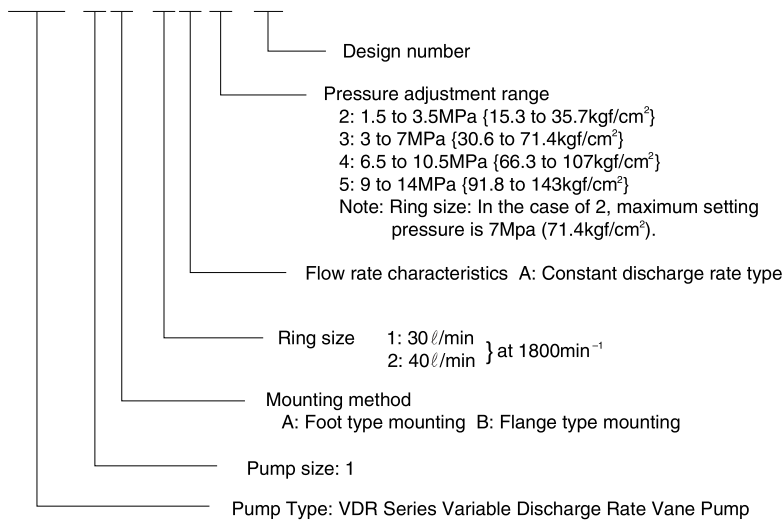 Design number
Pressure adjustment range
2: 1.5 to 3.5MPa {15.3 to 35.7kgf/cm²}
3: 3 to 7MPa {30.6 to 71.4kgf/cm²}
4: 6.5 to 10.5MPa {66.3 to 107kgf/cm²}
5: 9 to 14MPa {91.8 to 143kgf/cm²}
Note: Ring size: In the case of 2, maximum setting
pressure is 7Mpa (71.4kgf/cm²).
Flow rate characteristics A: Constant discharge rate type
Ring size 1: 30ℓ/min
2: 40ℓ/min } at 1800min⁻¹
Mounting method
A: Foot type mounting B: Flange type mounting
Pump size: 1
Pump Type: VDR Series Variable Discharge Rate Vane Pump